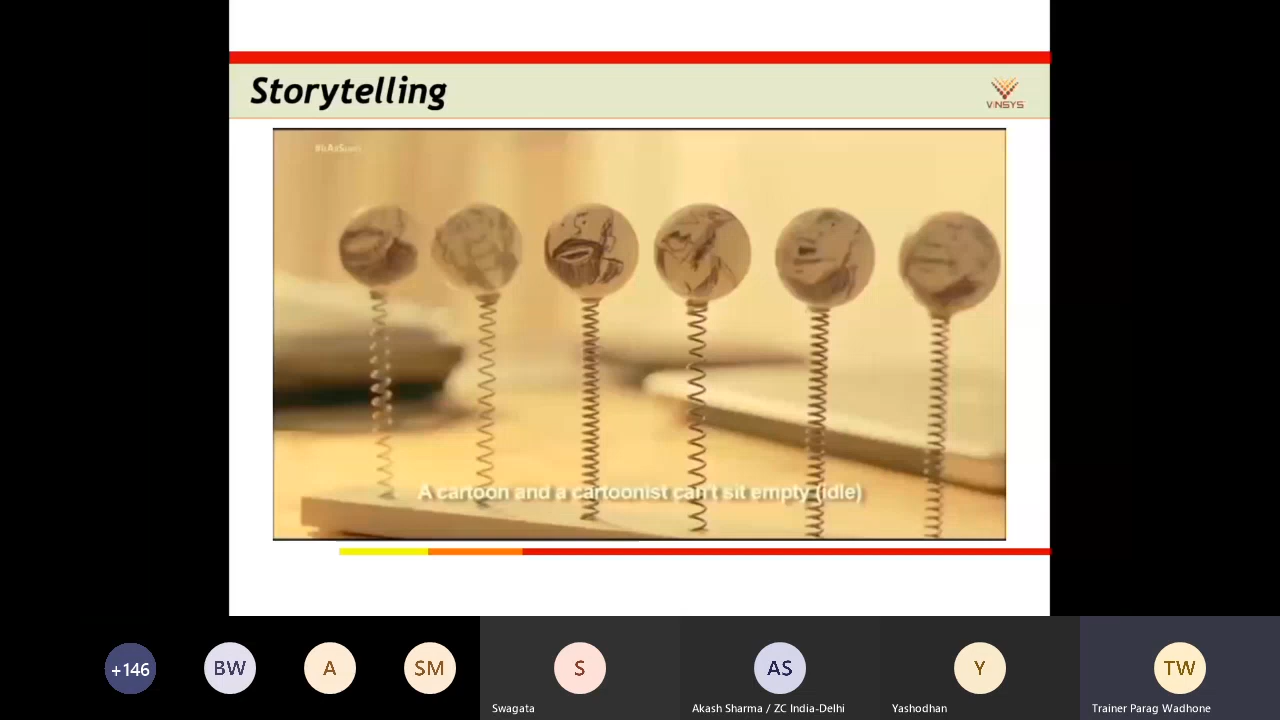 Storytelling
VINSYS
A cartoon and a cartoonist can't sit empty (idle)
+146
BW
A
SM
S
AS
Y
TW
Swagata
Akash Sharma / ZC India-Delhi
Yashodhan
Trainer Parag Wadhone